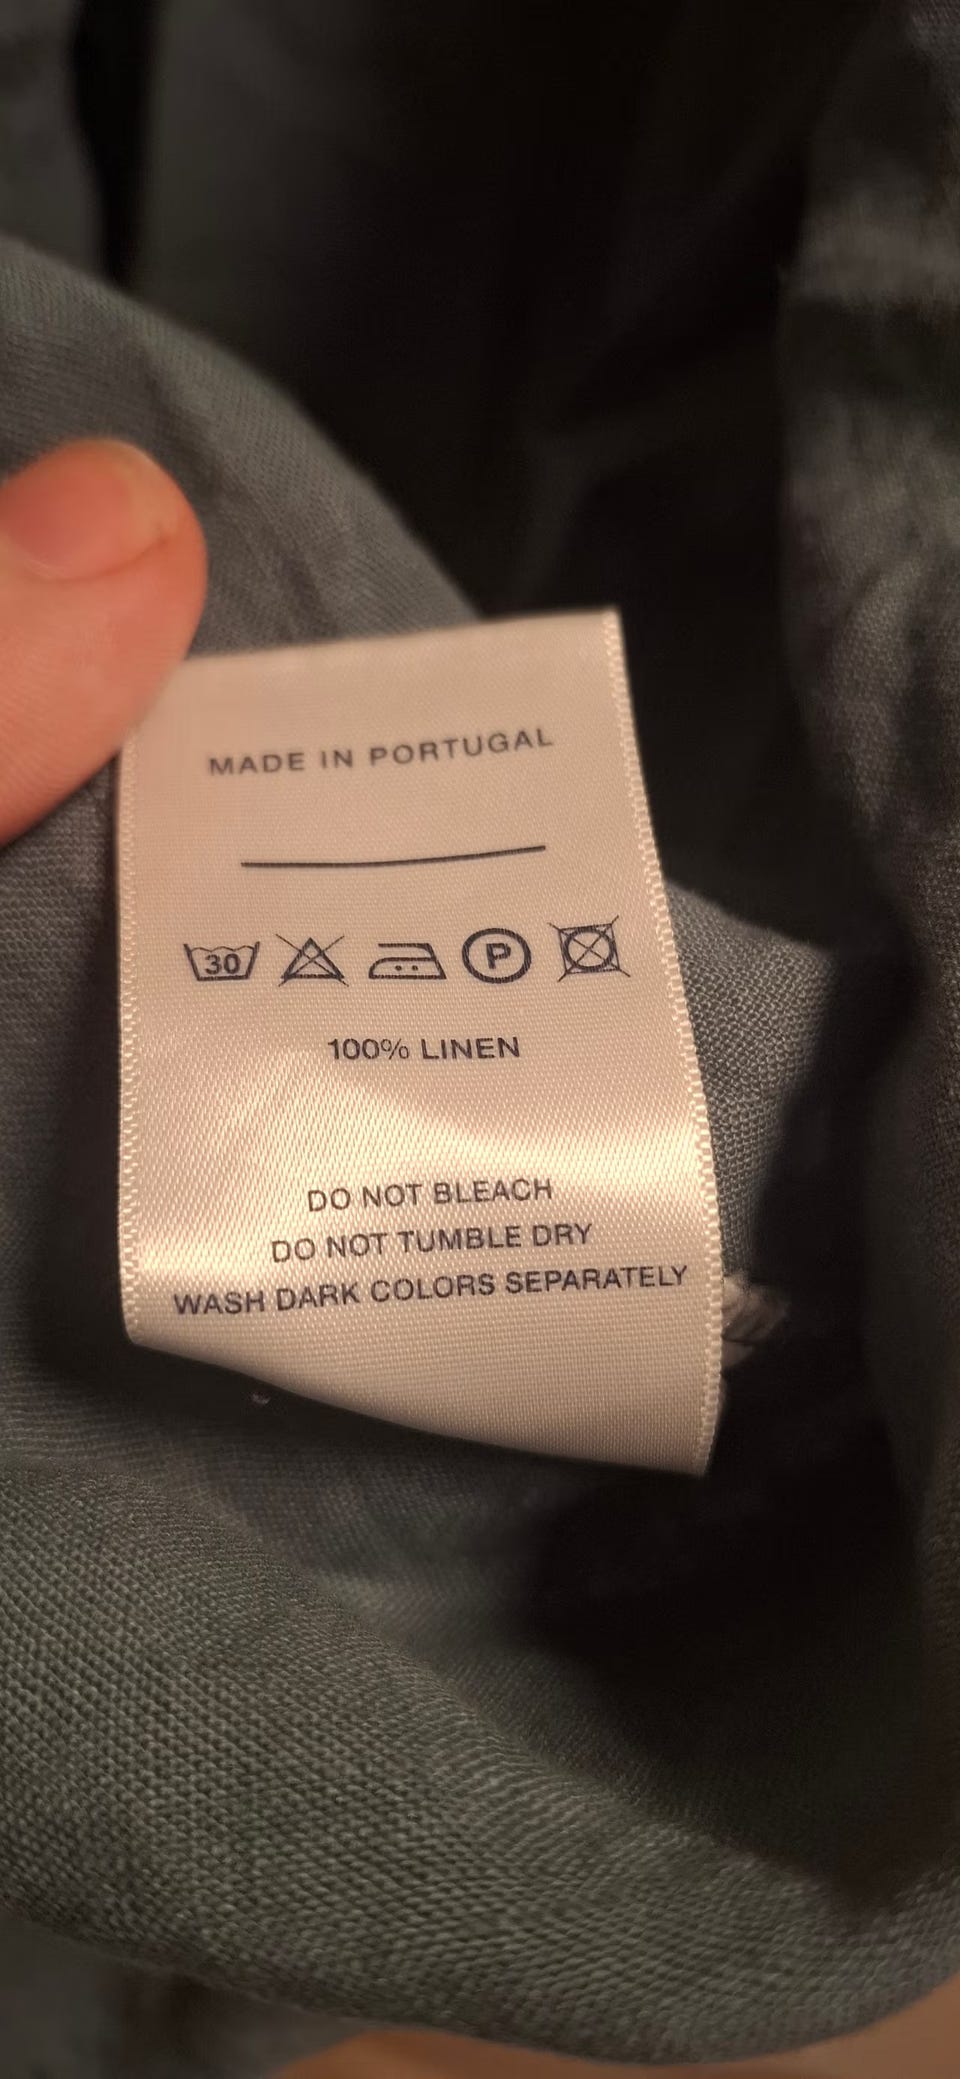 MADE IN PORTUGAL
30 P
100% LINEN
DO NOT BLEACH
DO NOT TUMBLE DRY
WASH DARK COLORS SEPARATELY